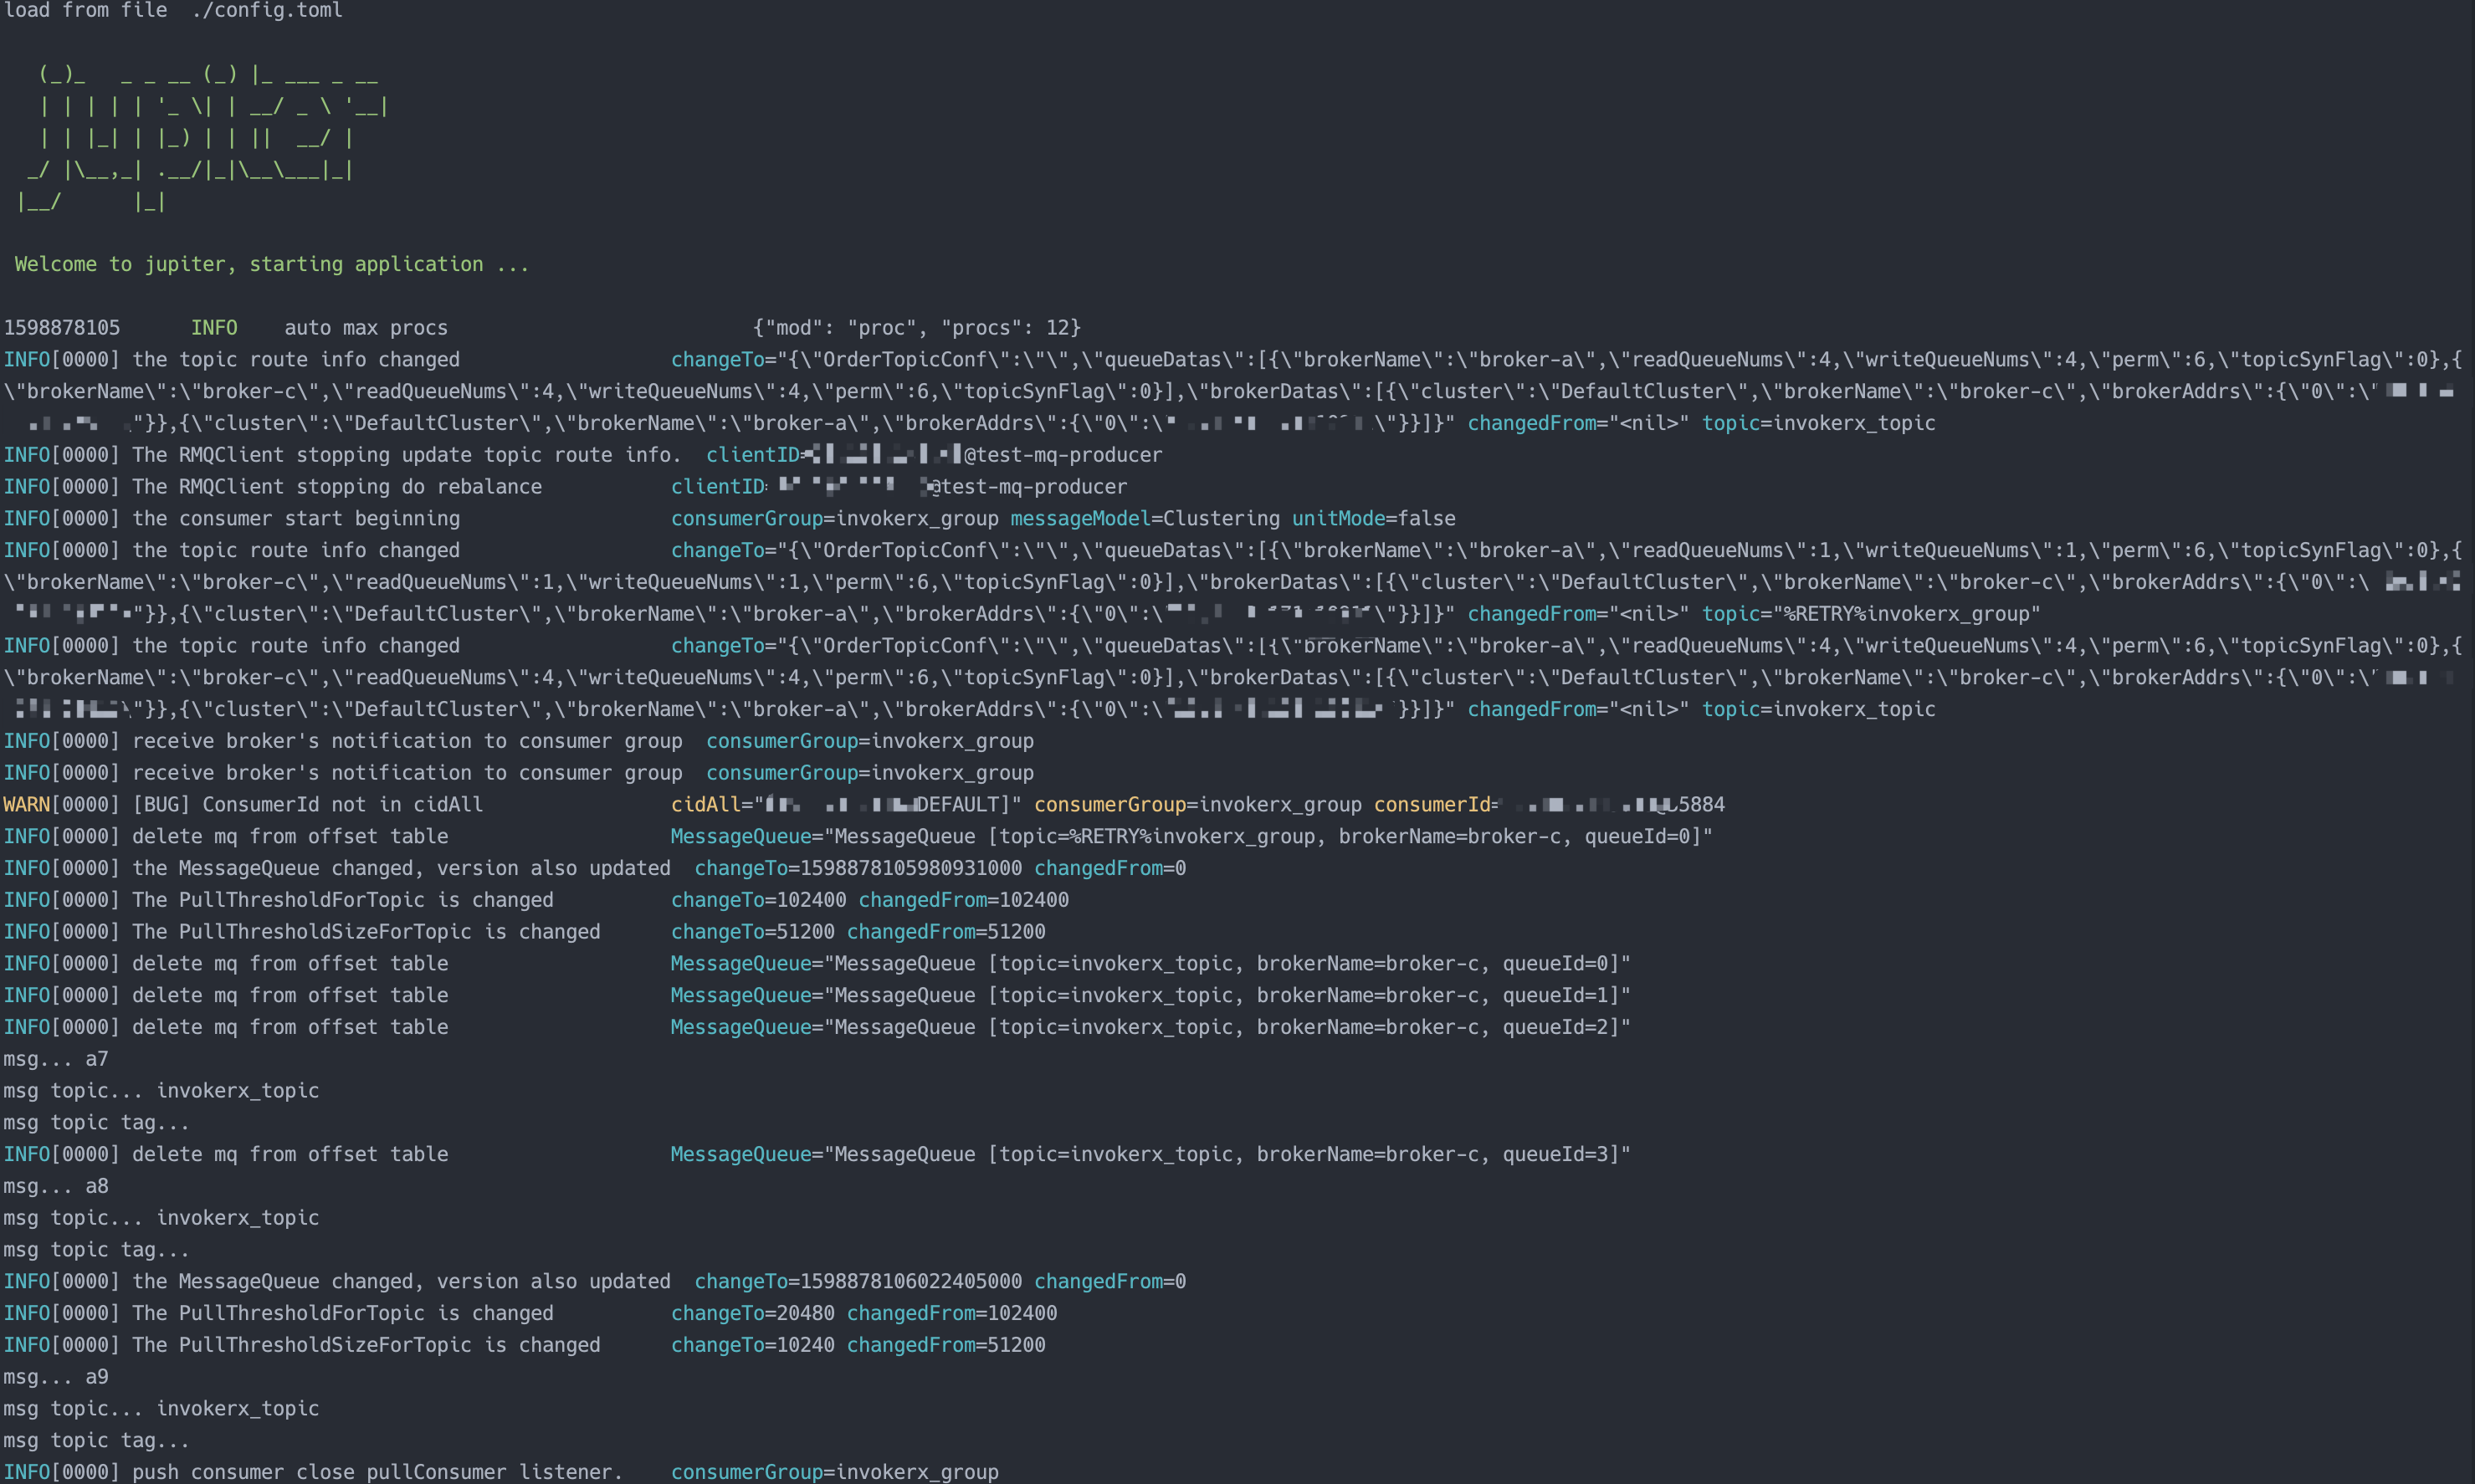 load from file  ./config.toml
   (_)_   _ _ __ (_) |_ ___ _ __
   | | | | | '_ \| | __/ _ \ '__|
   | | |_| | |_) | | ||  __/ |
  _/ |\__,_| .__/|_|\__\___|_|
 |__/      |_|
Welcome to jupiter, starting application ...
1598878105      INFO    auto max procs                          {"mod": "proc", "procs": 12}
INFO[0000] the topic route info changed                  changeTo="{\"OrderTopicConf\":\"\",\"queueDatas\":[{\"brokerName\":\"broker-a\",\"readQueueNums\":4,\"writeQueueNums\":4,\"perm\":6,\"topicSynFlag\":0},{
\"brokerName\":\"broker-c\",\"readQueueNums\":4,\"writeQueueNums\":4,\"perm\":6,\"topicSynFlag\":0}],\"brokerDatas\":[{\"cluster\":\"DefaultCluster\",\"brokerName\":\"broker-c\",\"brokerAddrs\":{\"0\":\"
"}},{\"cluster\":\"DefaultCluster\",\"brokerName\":\"broker-a\",\"brokerAddrs\":{\"0\":\" \"}}]}" changedFrom="<nil>" topic=invokerx_topic
INFO[0000] The RMQClient stopping update topic route info.  clientID= @test-mq-producer
INFO[0000] The RMQClient stopping do rebalance           clientID= @test-mq-producer
INFO[0000] the consumer start beginning                  consumerGroup=invokerx_group messageModel=Clustering unitMode=false
INFO[0000] the topic route info changed                  changeTo="{\"OrderTopicConf\":\"\",\"queueDatas\":[{\"brokerName\":\"broker-a\",\"readQueueNums\":1,\"writeQueueNums\":1,\"perm\":6,\"topicSynFlag\":0},{
\"brokerName\":\"broker-c\",\"readQueueNums\":1,\"writeQueueNums\":1,\"perm\":6,\"topicSynFlag\":0}],\"brokerDatas\":[{\"cluster\":\"DefaultCluster\",\"brokerName\":\"broker-c\",\"brokerAddrs\":{\"0\":\
"}},{\"cluster\":\"DefaultCluster\",\"brokerName\":\"broker-a\",\"brokerAddrs\":{\"0\":\" \"}}]}" changedFrom="<nil>" topic="%RETRY%invokerx_group"
INFO[0000] the topic route info changed                  changeTo="{\"OrderTopicConf\":\"\",\"queueDatas\":[{\"brokerName\":\"broker-a\",\"readQueueNums\":4,\"writeQueueNums\":4,\"perm\":6,\"topicSynFlag\":0},{
\"brokerName\":\"broker-c\",\"readQueueNums\":4,\"writeQueueNums\":4,\"perm\":6,\"topicSynFlag\":0}],\"brokerDatas\":[{\"cluster\":\"DefaultCluster\",\"brokerName\":\"broker-c\",\"brokerAddrs\":{\"0\":\"
\"}},{\"cluster\":\"DefaultCluster\",\"brokerName\":\"broker-a\",\"brokerAddrs\":{\"0\":\ }}]}" changedFrom="<nil>" topic=invokerx_topic
INFO[0000] receive broker's notification to consumer group  consumerGroup=invokerx_group
INFO[0000] receive broker's notification to consumer group  consumerGroup=invokerx_group
WARN[0000] [BUG] ConsumerId not in cidAll                cidAll=" DEFAULT]" consumerGroup=invokerx_group consumerId= 5884
INFO[0000] delete mq from offset table                   MessageQueue="MessageQueue [topic=%RETRY%invokerx_group, brokerName=broker-c, queueId=0]"
INFO[0000] the MessageQueue changed, version also updated  changeTo=1598878105980931000 changedFrom=0
INFO[0000] The PullThresholdForTopic is changed          changeTo=102400 changedFrom=102400
INFO[0000] The PullThresholdSizeForTopic is changed      changeTo=51200 changedFrom=51200
INFO[0000] delete mq from offset table                   MessageQueue="MessageQueue [topic=invokerx_topic, brokerName=broker-c, queueId=0]"
INFO[0000] delete mq from offset table                   MessageQueue="MessageQueue [topic=invokerx_topic, brokerName=broker-c, queueId=1]"
INFO[0000] delete mq from offset table                   MessageQueue="MessageQueue [topic=invokerx_topic, brokerName=broker-c, queueId=2]"
msg... a7
msg topic... invokerx_topic
msg topic tag...
INFO[0000] delete mq from offset table                   MessageQueue="MessageQueue [topic=invokerx_topic, brokerName=broker-c, queueId=3]"
msg... a8
msg topic... invokerx_topic
msg topic tag...
INFO[0000] the MessageQueue changed, version also updated  changeTo=1598878106022405000 changedFrom=0
INFO[0000] The PullThresholdForTopic is changed          changeTo=20480 changedFrom=102400
INFO[0000] The PullThresholdSizeForTopic is changed      changeTo=10240 changedFrom=51200
msg... a9
msg topic... invokerx_topic
msg topic tag...
INFO[0000] push consumer close pullConsumer listener.    consumerGroup=invokerx_group